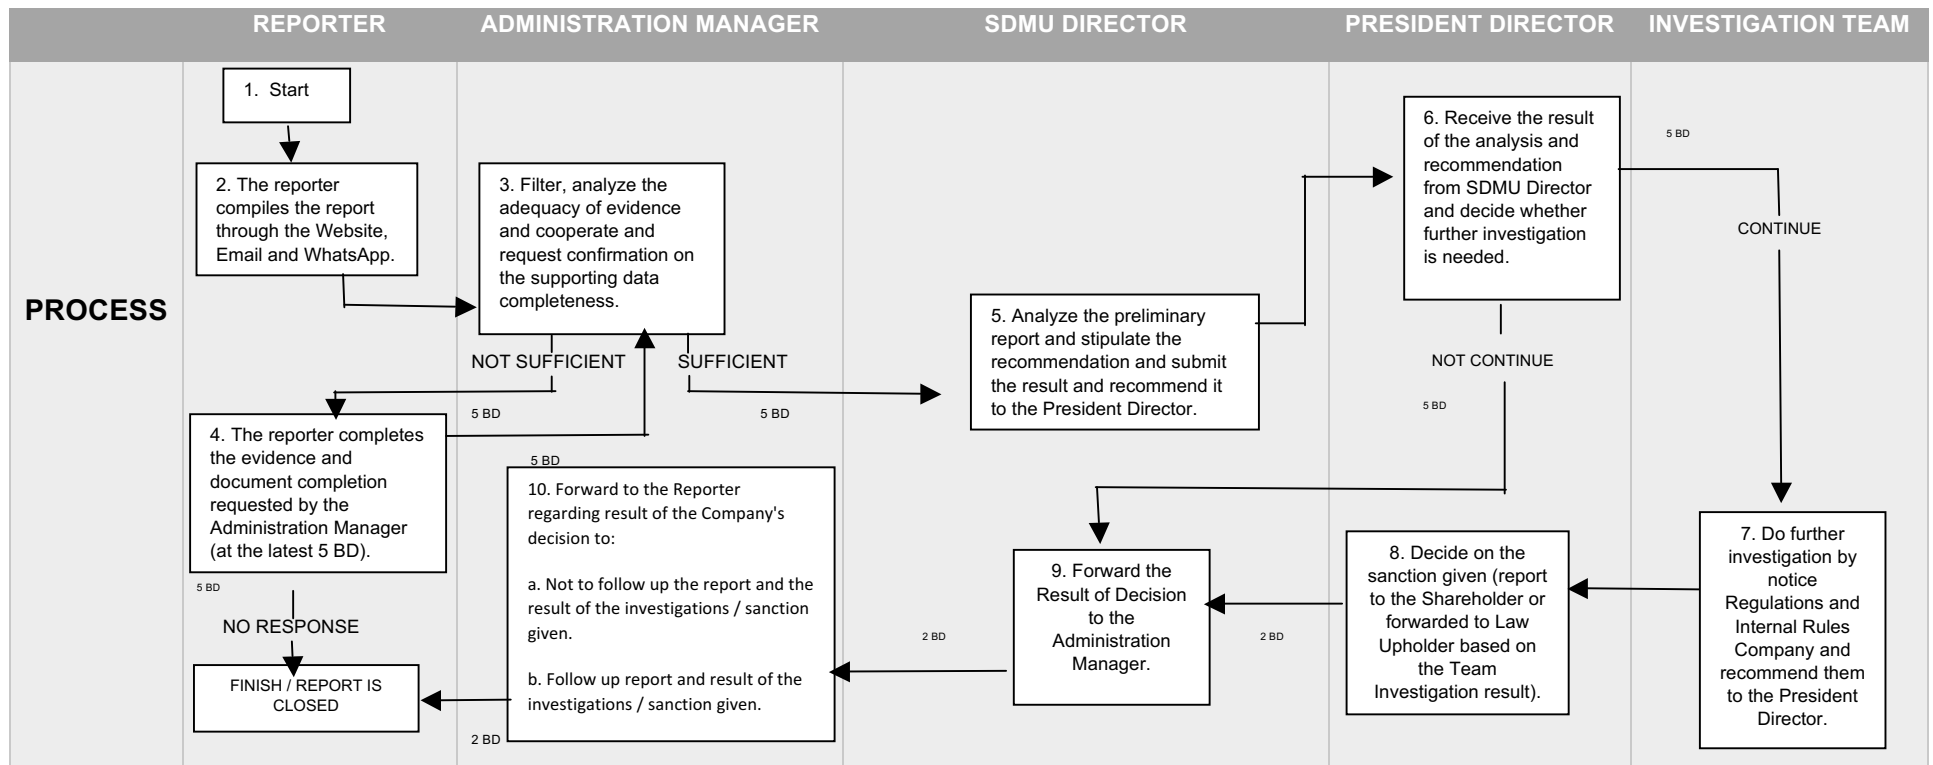 REPORTER
ADMINISTRATION MANAGER
SDMU DIRECTOR
PRESIDENT DIRECTOR
INVESTIGATION TEAM
PROCESS
1. Start
2. The reporter
compiles the report
through the Website,
Email and WhatsApp.
3. Filter, analyze the
adequacy of evidence
and cooperate and
request confirmation on
the supporting data
completeness.
NOT SUFFICIENT
SUFFICIENT
5 BD
5 BD
4. The reporter completes
the evidence and
document completion
requested by the
Administration Manager
(at the latest 5 BD).
5 BD
5 BD
NO RESPONSE
FINISH / REPORT IS
CLOSED
5. Analyze the preliminary
report and stipulate the
recommendation and submit
the result and recommend it
to the President Director.
6. Receive the result
of the analysis and
recommendation
from SDMU Director
and decide whether
further investigation
is needed.
5 BD
CONTINUE
NOT CONTINUE
5 BD
7. Do further
investigation by
notice
Regulations and
Internal Rules
Company and
recommend them
to the President
Director.
8. Decide on the
sanction given (report
to the Shareholder or
forwarded to Law
Upholder based on
the Team
Investigation result).
2 BD
9. Forward the
Result of Decision
to the
Administration
Manager.
2 BD
10. Forward to the Reporter
regarding result of the Company's
decision to:
a. Not to follow up the report and the
result of the investigations / sanction
given.
b. Follow up report and result of the
investigations / sanction given.
2 BD